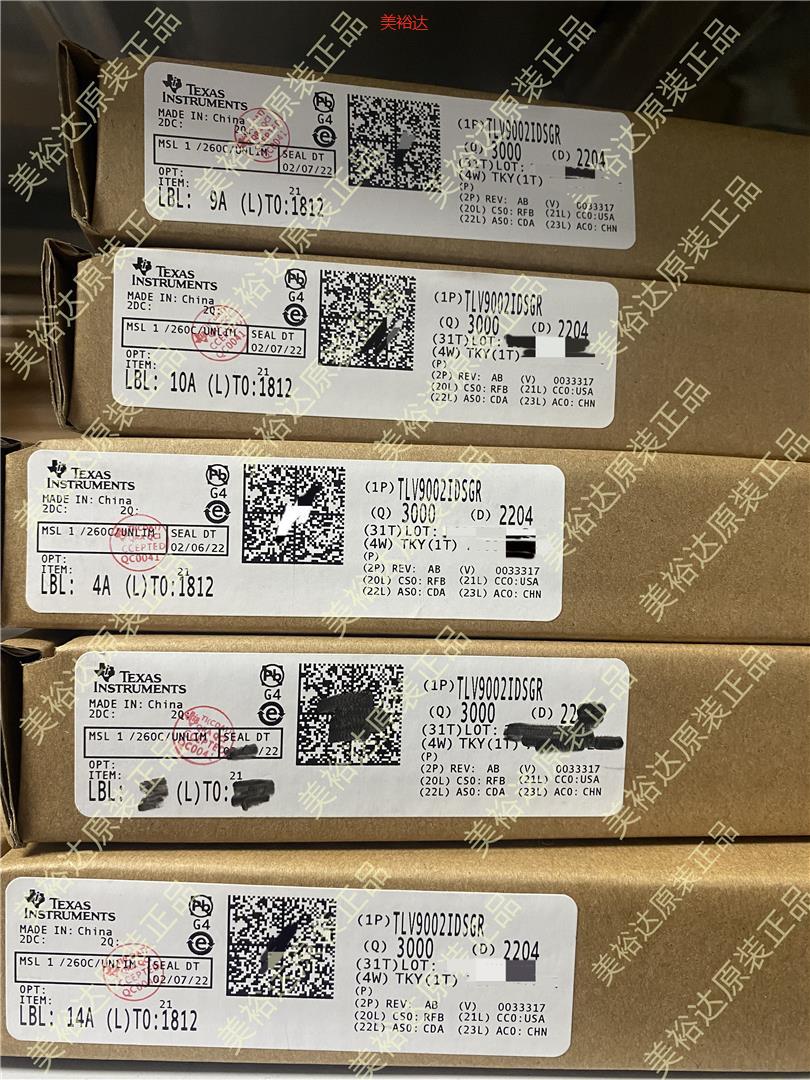 美裕达
美裕达原装正品
TEXAS
INSTRUMENTS
MADE IN: China
2DC: 2Q:
G4
MSL 1 /260C/UNLIM
SEAL DT
02/07/22
OPT:
ITEM:
LBL: 9A (L)TO:1812
21
(1P)TLV9002IDSGR
(Q) 3000 (D) 2204
(31T)LOT:
(4W) TKY(1T)
(P)
(2P) REV: AB (V) 0033317
(20L) CSO: RFB (21L) CCO:USA
(22L) ASO: CDA (23L) ACO: CHN
TEXAS
INSTRUMENTS
MADE IN: China
2DC: 2Q:
G4
MSL 1 /260C/UNLIM
SEAL DT
02/07/22
OPT:
ITEM:
LBL: 10A (L)TO:1812
21
(1P)TLV9002IDSGR
(Q) 3000 (D) 2204
(31T)LOT:
(4W) TKY(1T)
(P)
(2P) REV: AB (V) 0033317
(20L) CSO: RFB (21L) CCO:USA
(22L) ASO: CDA (23L) ACO: CHN
TEXAS
INSTRUMENTS
MADE IN: China
2DC: 2Q:
G4
MSL 1 /260C/UNLIM
SEAL DT
02/06/22
CCEPTED
QC0041
OPT:
ITEM:
LBL: 4A (L)TO:1812
21
(1P)TLV9002IDSGR
(Q) 3000 (D) 2204
(31T)LOT:
(4W) TKY(1T)
(P)
(2P) REV: AB (V) 0033317
(20L) CSO: RFB (21L) CCO:USA
(22L) ASO: CDA (23L) ACO: CHN
TEXAS
INSTRUMENTS
MADE IN: China
2DC: 2Q:
G4
MSL 1 /260C/UNLIM
SEAL DT
/22
OPT:
ITEM:
LBL: (L)TO:
21
(1P)TLV9002IDSGR
(Q) 3000 (D) 22
(31T)LOT:
(4W) TKY(1T)
(P)
(2P) REV: AB (V) 0033317
(20L) CSO: RFB (21L) CCO:USA
(22L) ASO: CDA (23L) ACO: CHN
TEXAS
INSTRUMENTS
MADE IN: China
2DC: 2Q:
G4
MSL 1 /260C/UNLIM
SEAL DT
02/07/22
OPT:
ITEM:
LBL: 14A (L)TO:1812
21
(1P)TLV9002IDSGR
(Q) 3000 (D) 2204
(31T)LOT:
(4W) TKY(1T)
(P)
(2P) REV: AB (V) 0033317
(20L) CSO: RFB (21L) CCO:USA
(22L) ASO: CDA (23L) ACO: CHN